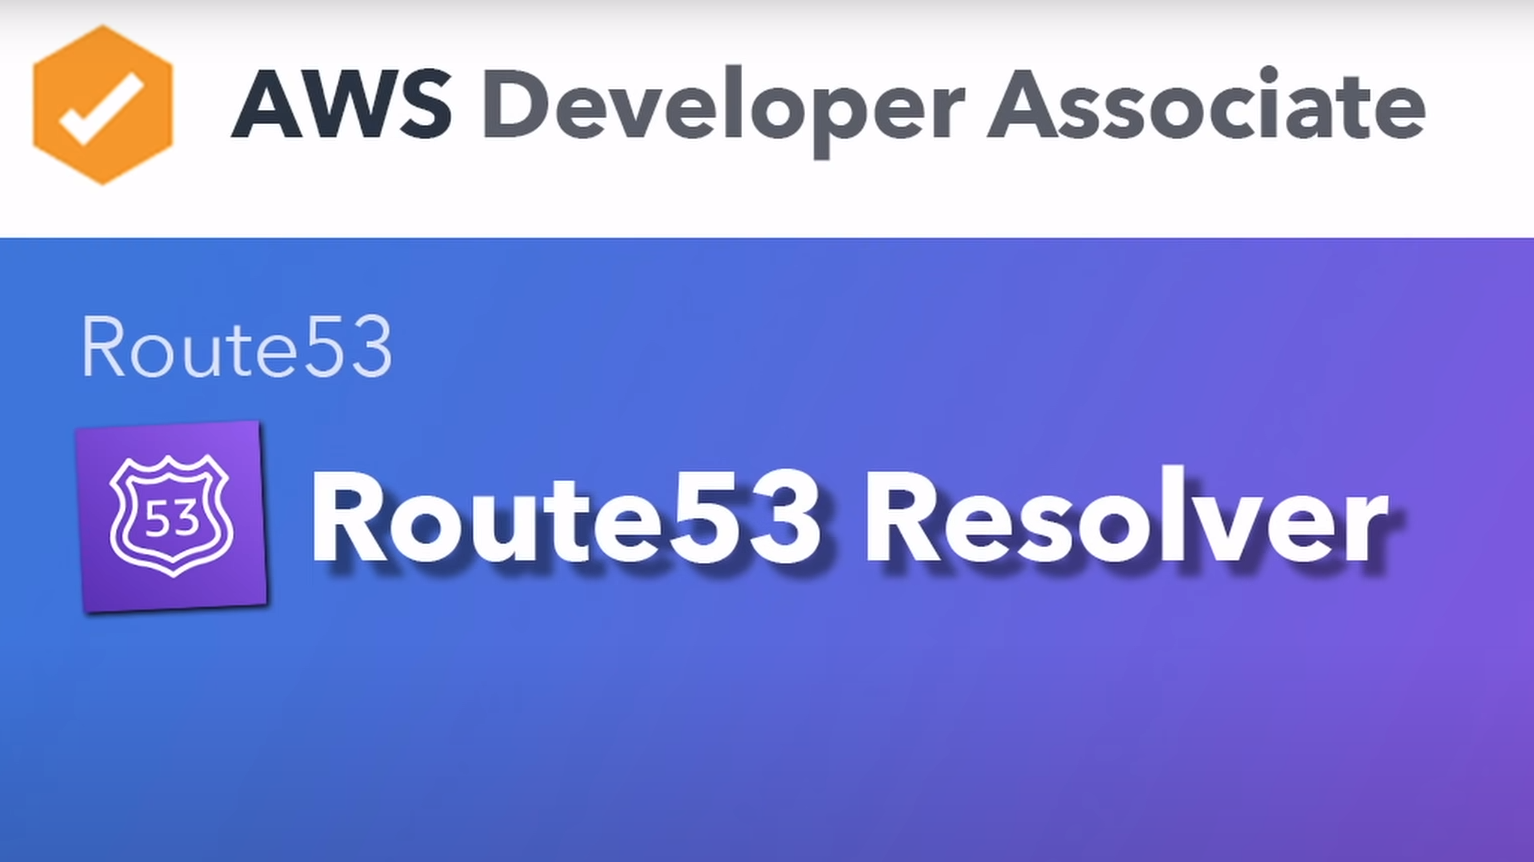 AWS Developer Associate
Route53
53
Route53 Resolver